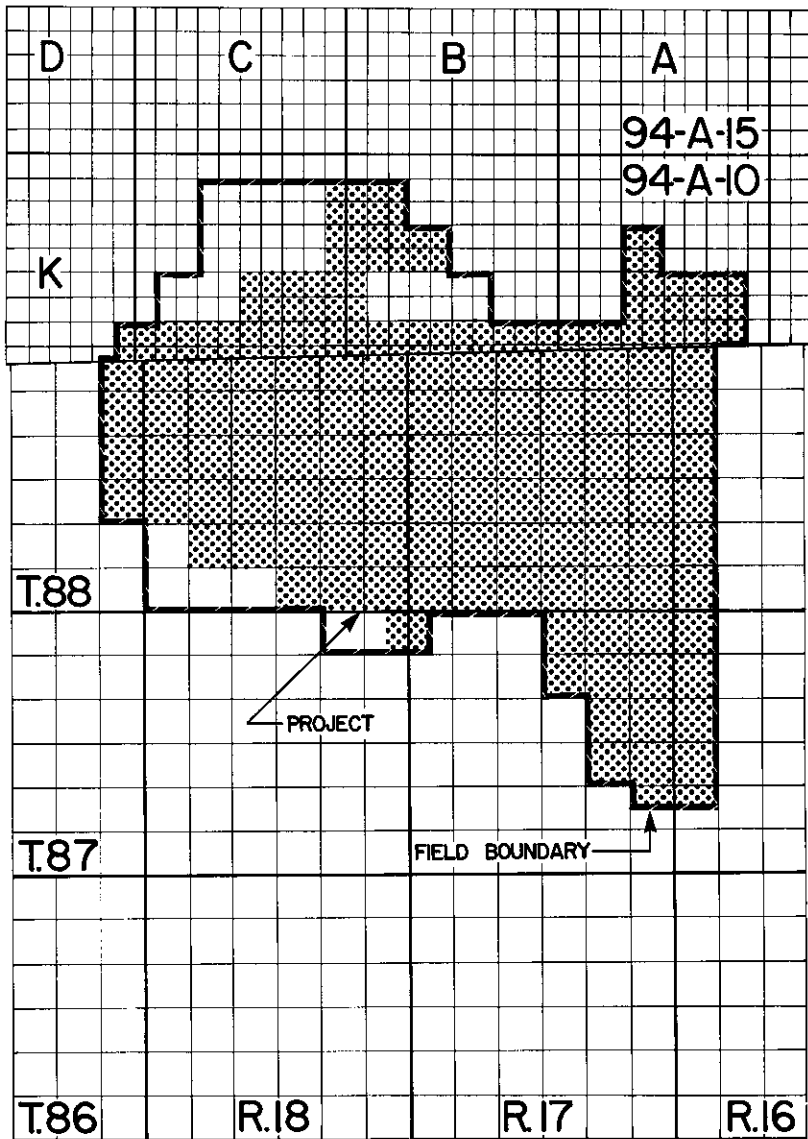 D C B A
94-A-15
94-A-10
K
T.88
PROJECT
FIELD BOUNDARY
T.87
T.86 R.18 R.17 R.16